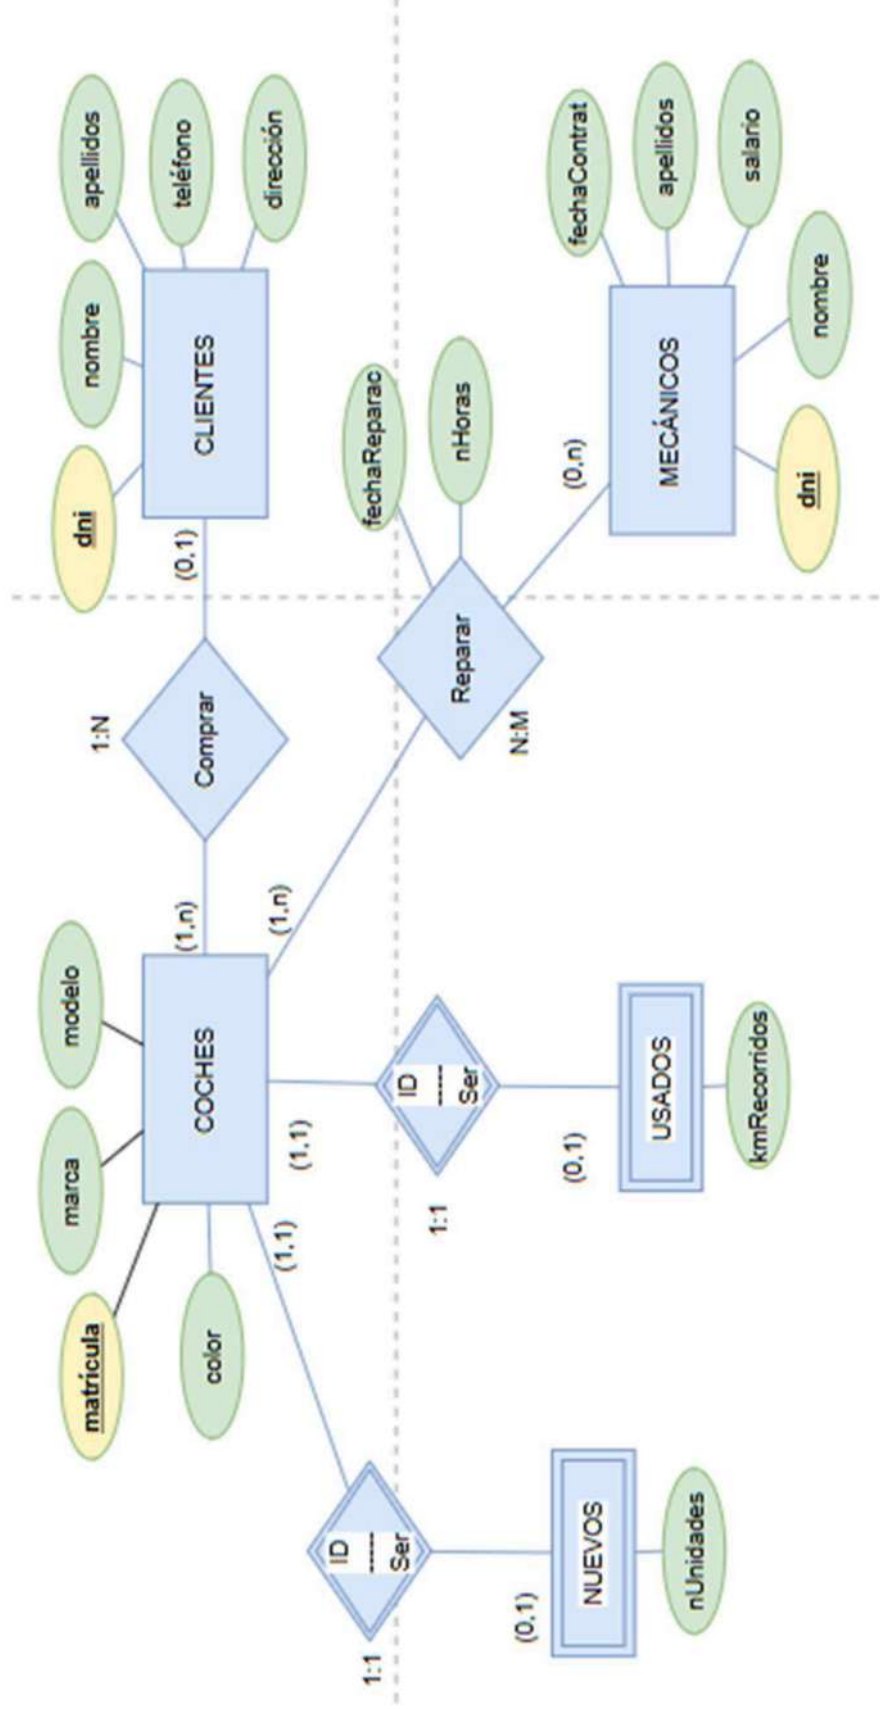 matrícula
marca
modelo
color
COCHES
(1,n)
1:N
Comprar
(0,1)
dni
nombre
apellidos
teléfono
dirección
CLIENTES
(1,n)
(1,1)
(1,1)
fechaReparac
nHoras
Reparar
N:M
(0,n)
ID
------
Ser
1:1
(0,1)
NUEVOS
nUnidades
ID
------
Ser
1:1
(0,1)
USADOS
kmRecorridos
fechaContrat
apellidos
salario
nombre
dni
MECÁNICOS